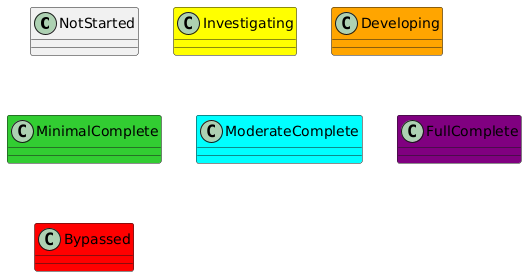 C NotStarted
C Investigating
C Developing
C MinimalComplete
C ModerateComplete
C FullComplete
C Bypassed